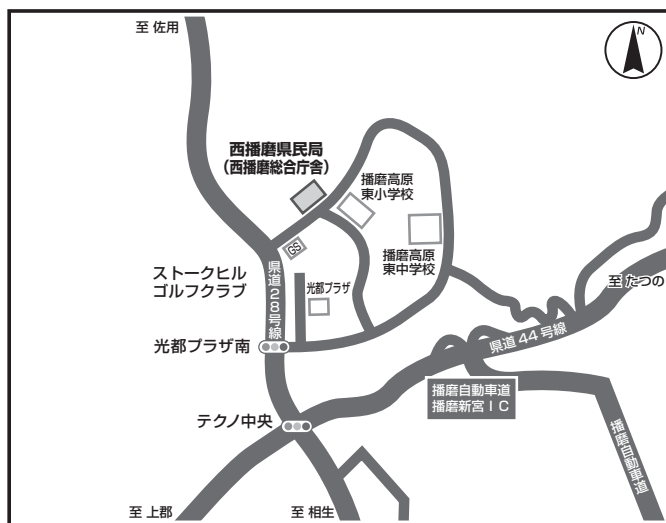 至 佐用
N
西播磨県民局
(西播磨総合庁舎)
播磨高原
東小学校
GS
播磨高原
東中学校
ストークヒル
ゴルフクラブ
県道28号線
光都プラザ
至 たつの
光都プラザ南
県道44号線
播磨自動車道
播磨新宮IC
テクノ中央
播磨自動車道
至 上郡
至 相生